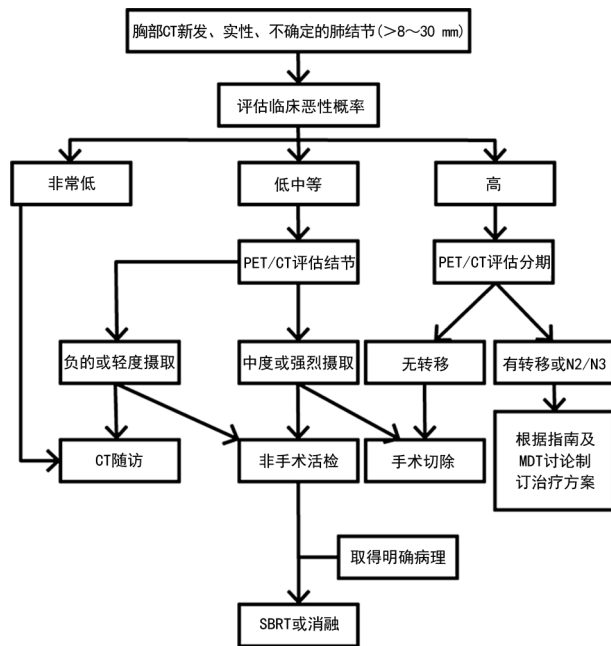 胸部CT新发、实性、不确定的肺结节(>8～30 mm)
评估临床恶性概率
非常低
低中等
高
PET/CT评估结节
PET/CT评估分期
负的或轻度摄取
中度或强烈摄取
无转移
有转移或N2/N3
CT随访
非手术活检
手术切除
根据指南及
MDT讨论制
订治疗方案
取得明确病理
SBRT或消融